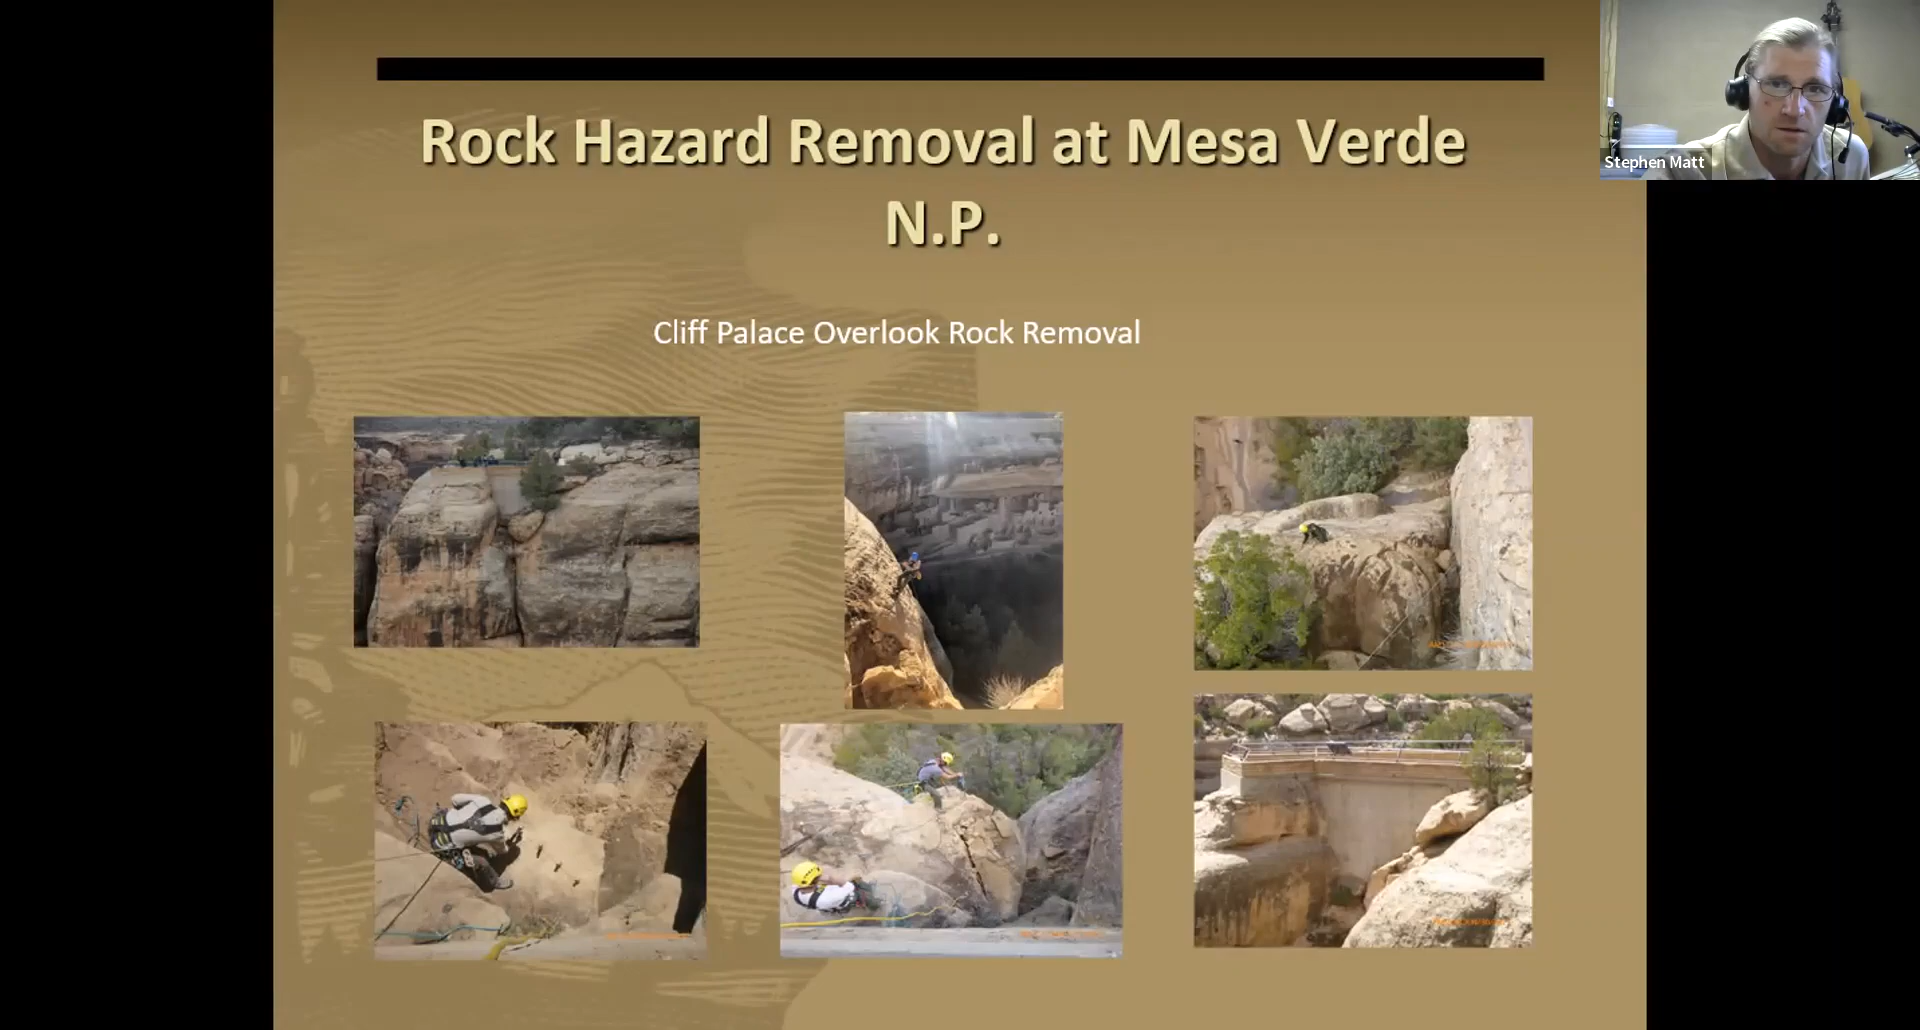 Rock Hazard Removal at Mesa Verde
N.P.
Stephen Matt
Cliff Palace Overlook Rock Removal